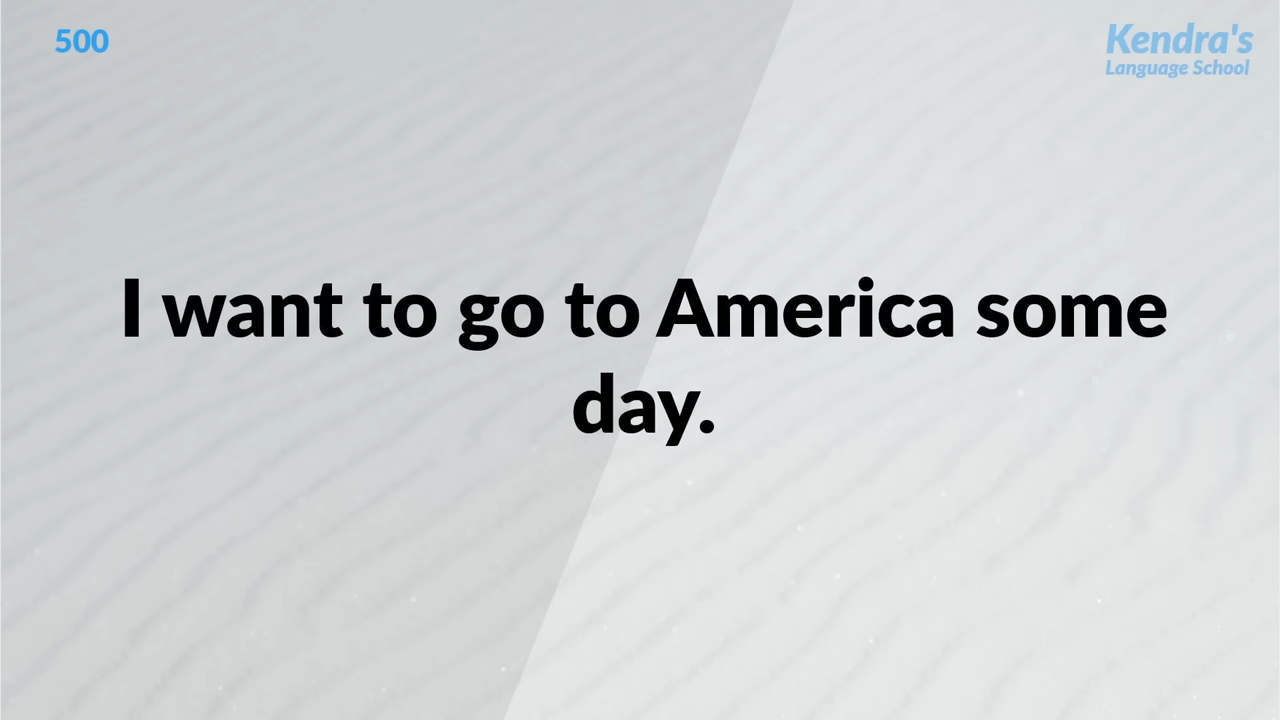 500
Kendra's
Language School
I want to go to America some
day.